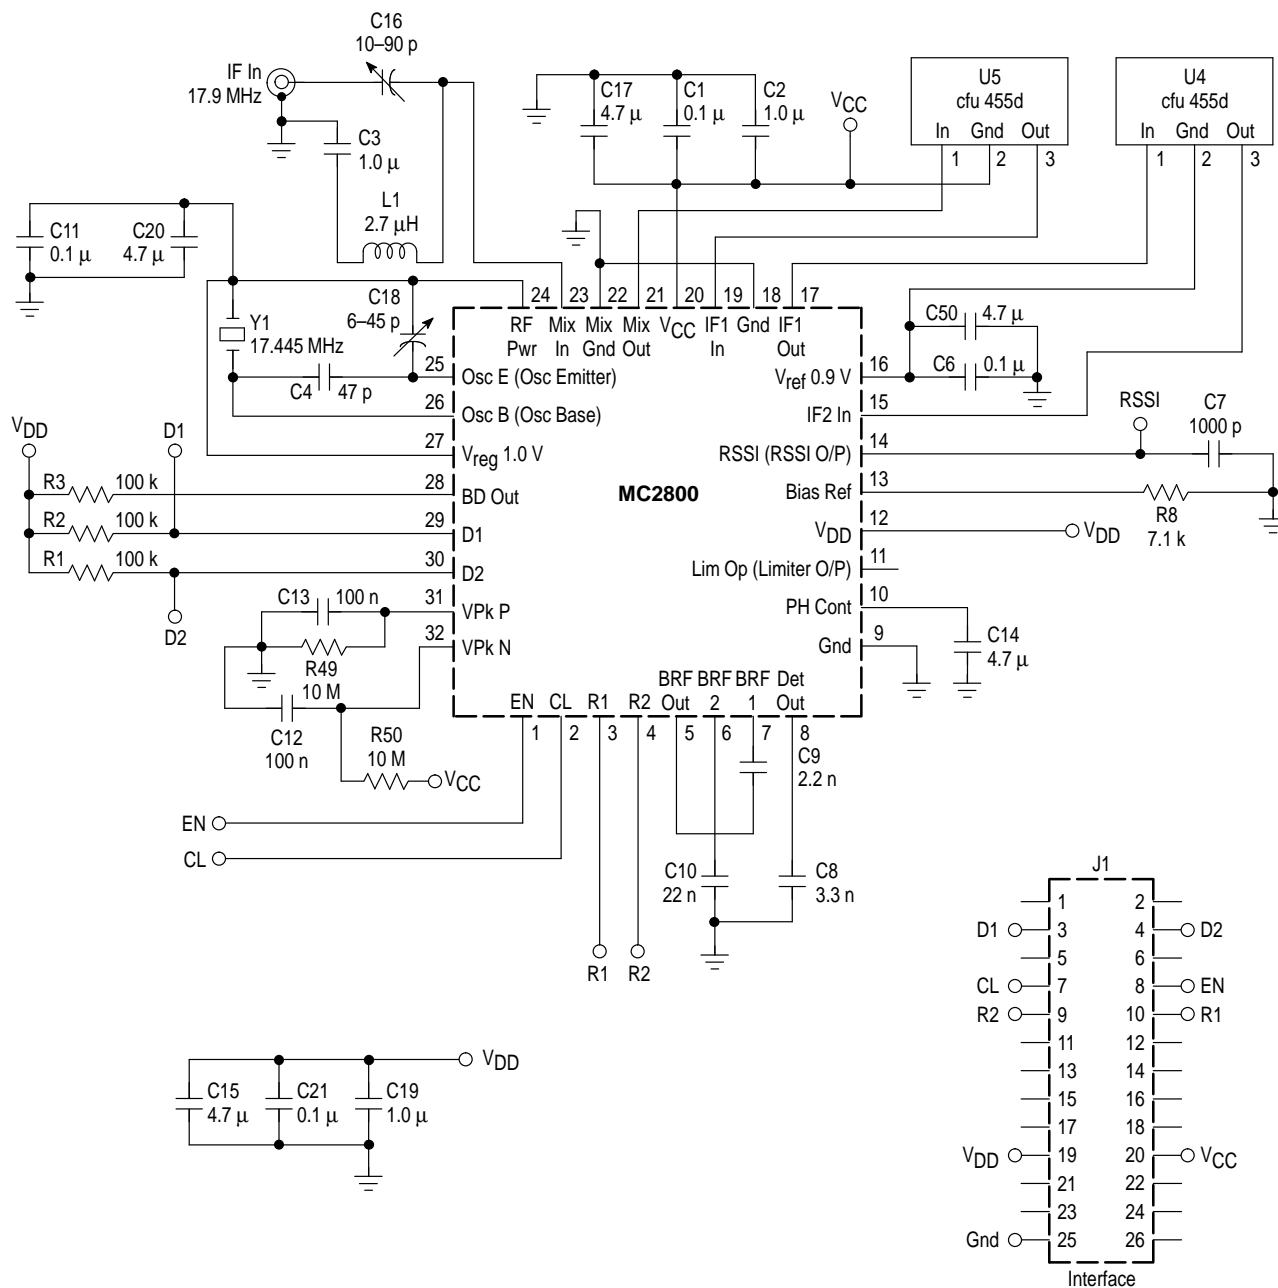 C16
10–90 p
IF In
17.9 MHz
C3
1.0 µ
L1
2.7 µH
C17
4.7 µ
C1
0.1 µ
C2
1.0 µ
VCC
U5
cfu 455d
In Gnd Out
1 2 3
U4
cfu 455d
In Gnd Out
1 2 3
C11
0.1 µ
C20
4.7 µ
Y1
17.445 MHz
C18
6–45 p
C4 47 p
24 23 22 21 20 19 18 17
RF Pwr
Mix In
Mix Gnd
Mix Out
VCC
IF1 In
Gnd
IF1 Out
C50 4.7 µ
C6 0.1 µ
25 Osc E (Osc Emitter)
26 Osc B (Osc Base)
27 Vreg 1.0 V
28 BD Out
29 D1
30 D2
31 VPk P
32 VPk N
MC2800
Vref 0.9 V 16
IF2 In 15
RSSI (RSSI O/P) 14
Bias Ref 13
VDD 12
Lim Op (Limiter O/P) 11
PH Cont 10
Gnd 9
RSSI
C7
1000 p
R8
7.1 k
VDD
C14
4.7 µ
VDD
D1
R3 100 k
R2 100 k
R1 100 k
D2
C13 100 n
R49
10 M
C12
100 n
R50
10 M
VCC
EN CL R1 R2
BRF Out
BRF 2
BRF 1
Det Out
1 2 3 4 5 6 7 8
C9
2.2 n
EN
CL
C10
22 n
C8
3.3 n
R1 R2
C15
4.7 µ
C21
0.1 µ
C19
1.0 µ
VDD
J1
1 2
D1 3 4 D2
5 6
CL 7 8 EN
R2 9 10 R1
11 12
13 14
15 16
17 18
VDD 19 20 VCC
21 22
23 24
Gnd 25 26
Interface